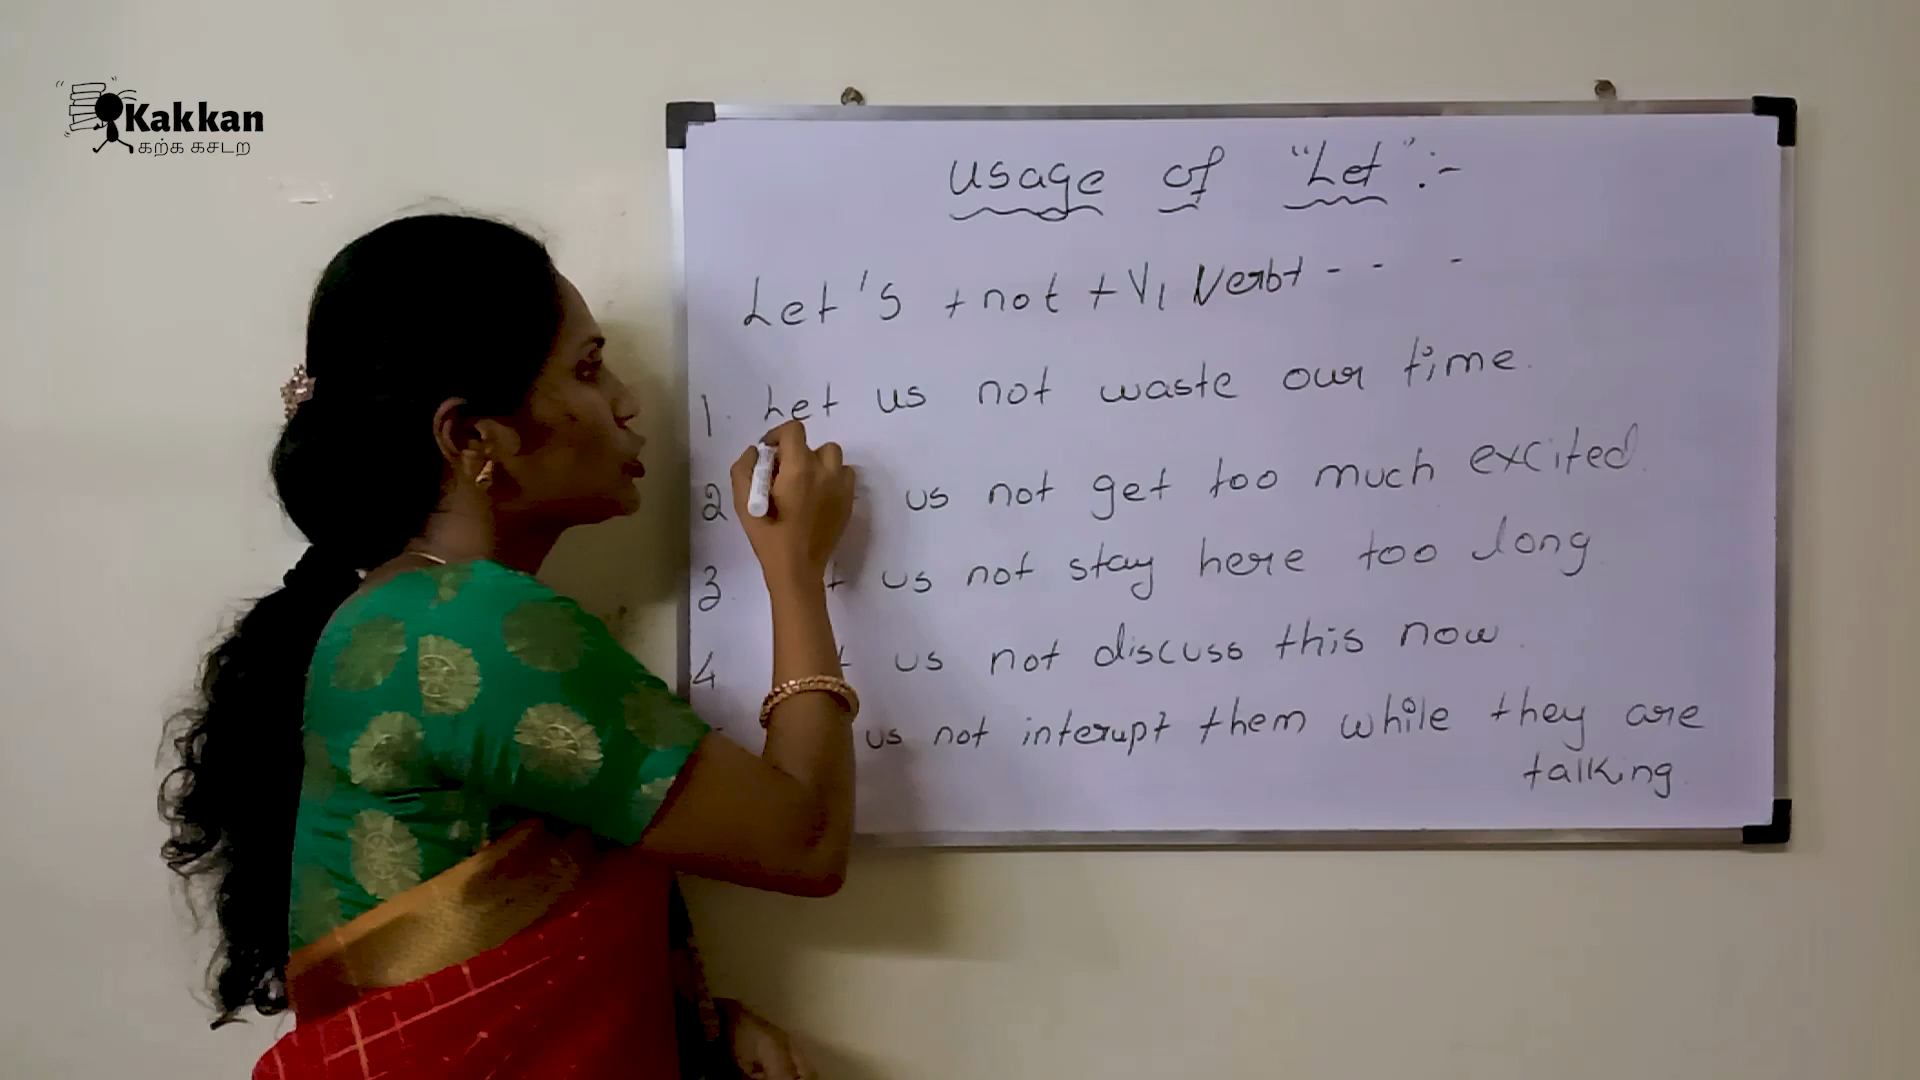 Kakkan
கற்க கசடற
Usage of "Let" :-
Let's + not + V1 Verbt - - -
1. Let us not waste our time.
2 us not get too much excited.
3 us not stay here too long
4 us not discuss this now.
us not interupt them while they are
talking